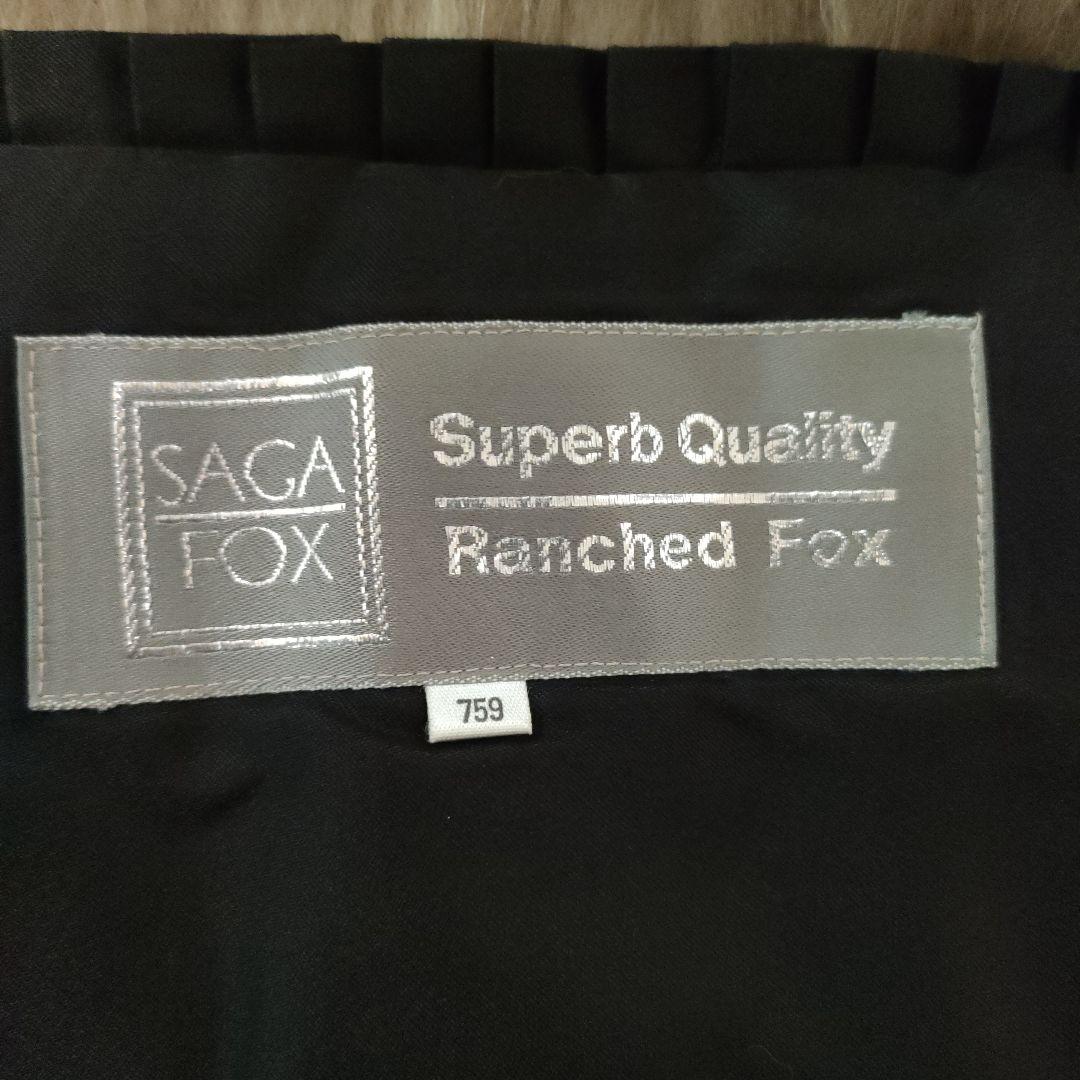 SAGA
FOX
Superb Quality
Ranched Fox
759